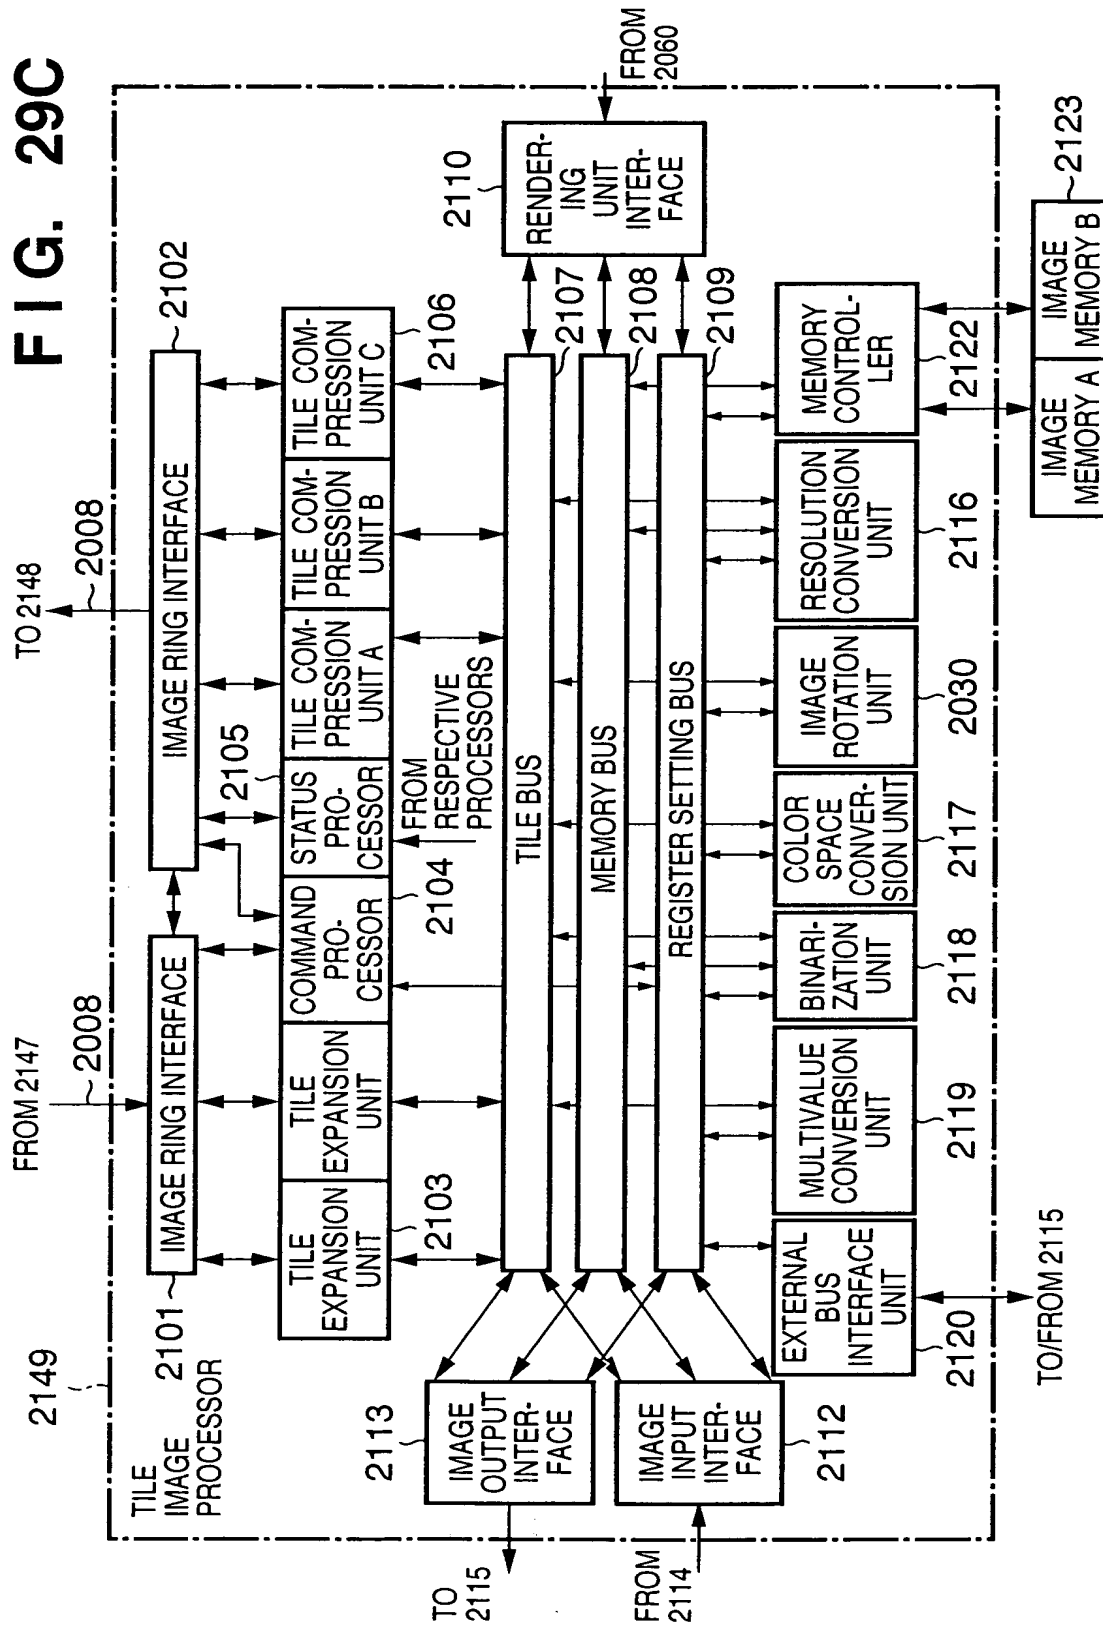 FIG. 29C
2149
TILE
IMAGE
PROCESSOR
FROM 2147
2008
TO 2148
2008
2101
IMAGE RING INTERFACE
IMAGE RING INTERFACE
2102
TILE
EXPANSION
UNIT
2103
TILE
EXPANSION
UNIT
COMMAND
PRO-
CESSOR
2104
STATUS
PRO-
CESSOR
2105
FROM
RESPECTIVE
PROCESSORS
TILE COM-
PRESSION
UNIT A
TILE COM-
PRESSION
UNIT B
TILE COM-
PRESSION
UNIT C
2106
TILE BUS
2107
MEMORY BUS
2108
REGISTER SETTING BUS
2109
2110
RENDER-
ING
UNIT
INTER-
FACE
FROM
2060
2113
IMAGE
OUTPUT
INTER-
FACE
TO
2115
IMAGE
INPUT
INTER-
FACE
2112
FROM
2114
EXTERNAL
BUS
INTERFACE
UNIT
2120
TO/FROM 2115
MULTIVALUE
CONVERSION
UNIT
2119
BINARI-
ZATION
UNIT
2118
COLOR
SPACE
CONVER-
SION UNIT
2117
IMAGE
ROTATION
UNIT
2030
RESOLUTION
CONVERSION
UNIT
2116
MEMORY
CONTROL-
LER
2122
IMAGE
MEMORY A
IMAGE
MEMORY B
2123